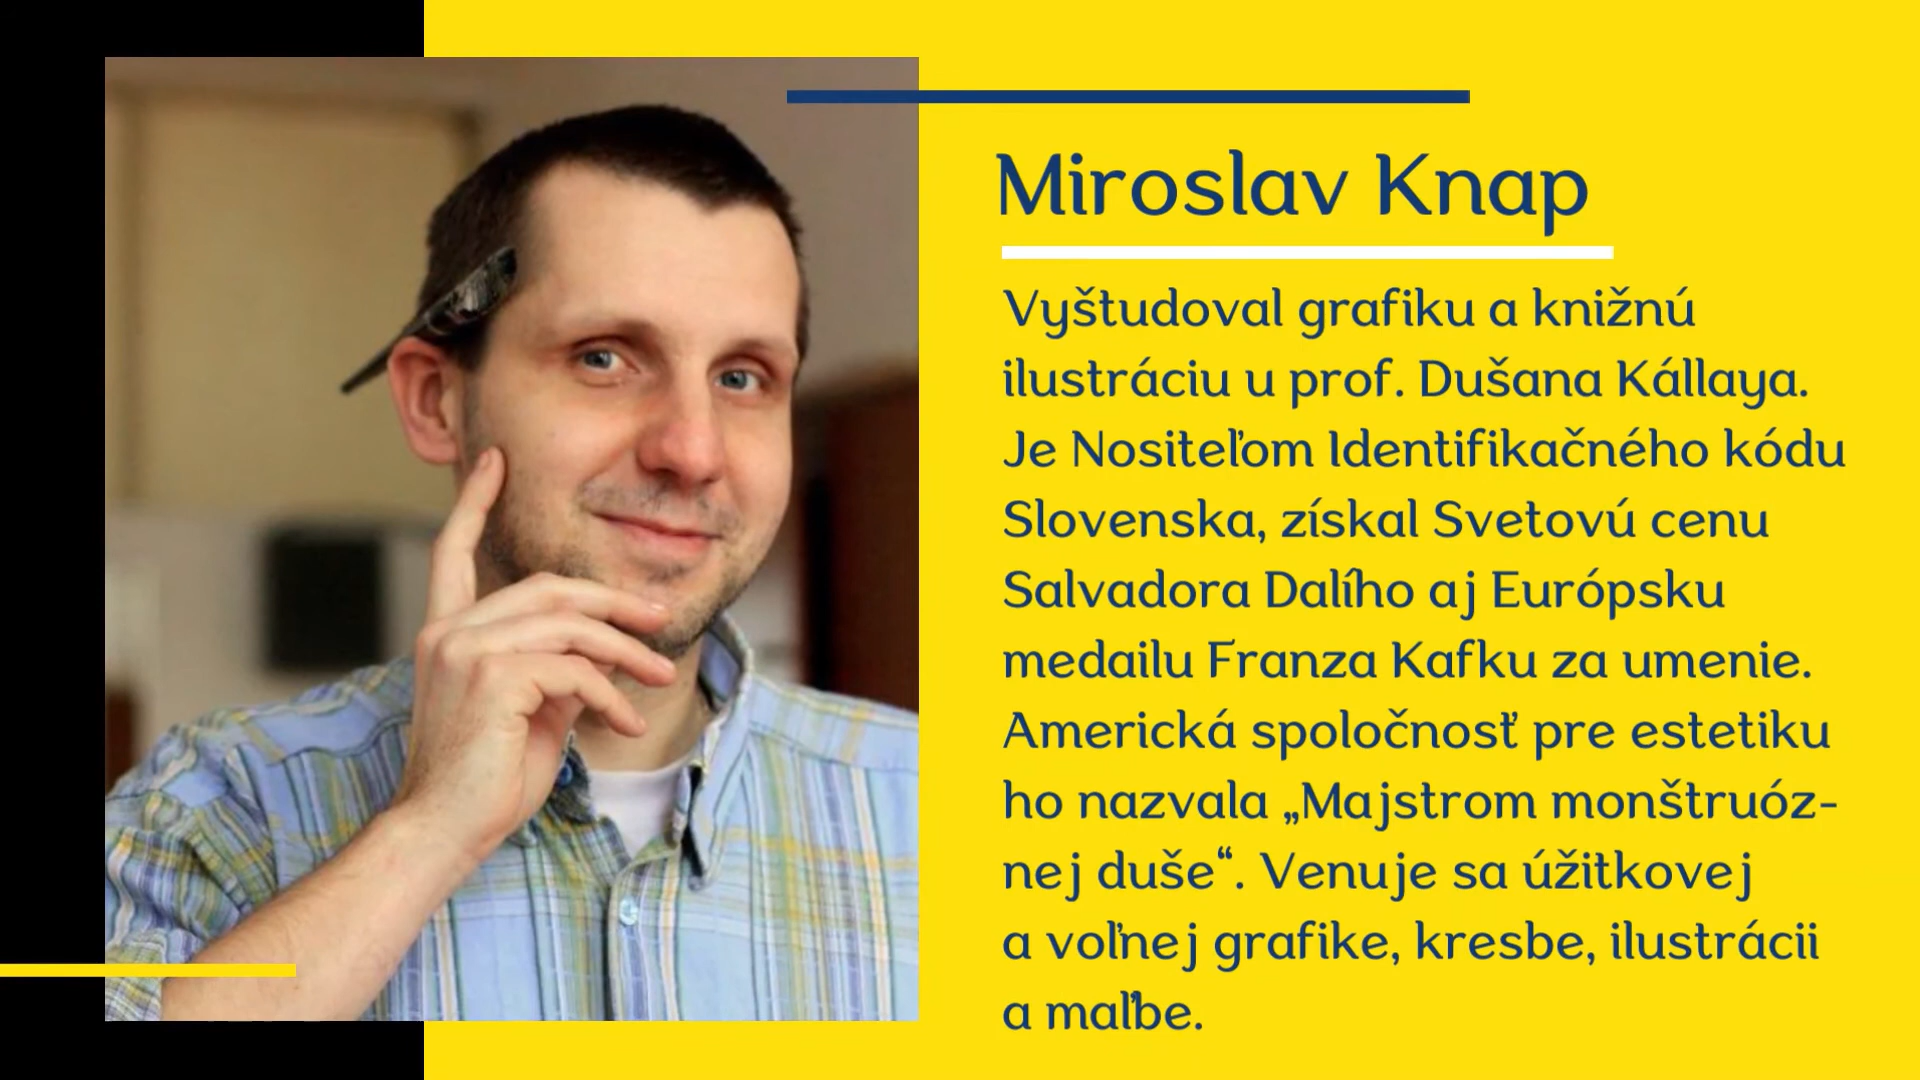 Miroslav Knap
Vyštudoval grafiku a knižnú
ilustráciu u prof. Dušana Kállaya.
Je Nositeľom Identifikačného kódu
Slovenska, získal Svetovú cenu
Salvadora Dalího aj Európsku
medailu Franza Kafku za umenie.
Americká spoločnosť pre estetiku
ho nazvala „Majstrom monštruóz-
nej duše“. Venuje sa úžitkovej
a voľnej grafike, kresbe, ilustrácii
a maľbe.